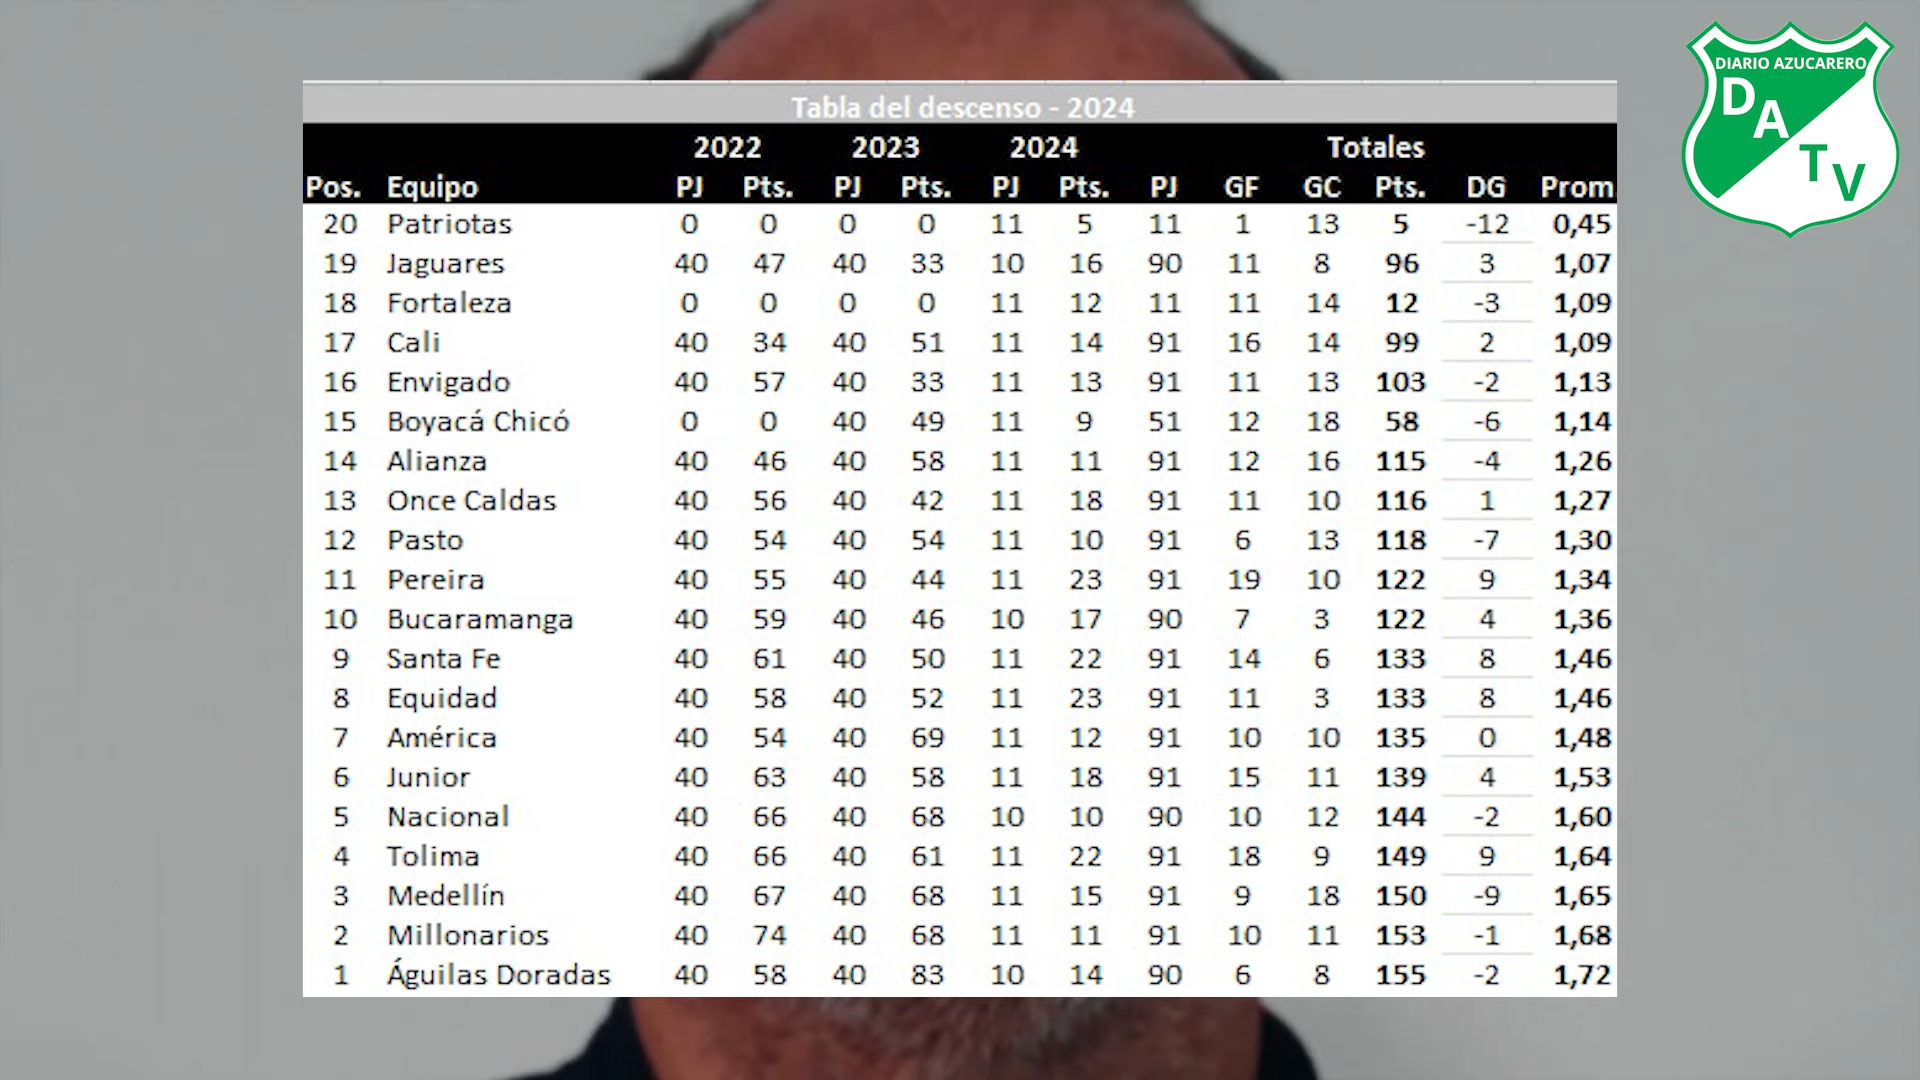 Tabla del descenso - 2024
2022 2023 2024 Totales
Pos. Equipo PJ Pts. PJ Pts. PJ Pts. PJ GF GC Pts. DG Prom
20 Patriotas 0 0 0 0 11 5 11 1 13 5 -12 0,45
19 Jaguares 40 47 40 33 10 16 90 11 8 96 3 1,07
18 Fortaleza 0 0 0 0 11 12 11 11 14 12 -3 1,09
17 Cali 40 34 40 51 11 14 91 16 14 99 2 1,09
16 Envigado 40 57 40 33 11 13 91 11 13 103 -2 1,13
15 Boyacá Chicó 0 0 40 49 11 9 51 12 18 58 -6 1,14
14 Alianza 40 46 40 58 11 11 91 12 16 115 -4 1,26
13 Once Caldas 40 56 40 42 11 18 91 11 10 116 1 1,27
12 Pasto 40 54 40 54 11 10 91 6 13 118 -7 1,30
11 Pereira 40 55 40 44 11 23 91 19 10 122 9 1,34
10 Bucaramanga 40 59 40 46 10 17 90 7 3 122 4 1,36
9 Santa Fe 40 61 40 50 11 22 91 14 6 133 8 1,46
8 Equidad 40 58 40 52 11 23 91 11 3 133 8 1,46
7 América 40 54 40 69 11 12 91 10 10 135 0 1,48
6 Junior 40 63 40 58 11 18 91 15 11 139 4 1,53
5 Nacional 40 66 40 68 10 10 90 10 12 144 -2 1,60
4 Tolima 40 66 40 61 11 22 91 18 9 149 9 1,64
3 Medellín 40 67 40 68 11 15 91 9 18 150 -9 1,65
2 Millonarios 40 74 40 68 11 11 91 10 11 153 -1 1,68
1 Águilas Doradas 40 58 40 83 10 14 90 6 8 155 -2 1,72
DIARIO AZUCARERO
DA
TV